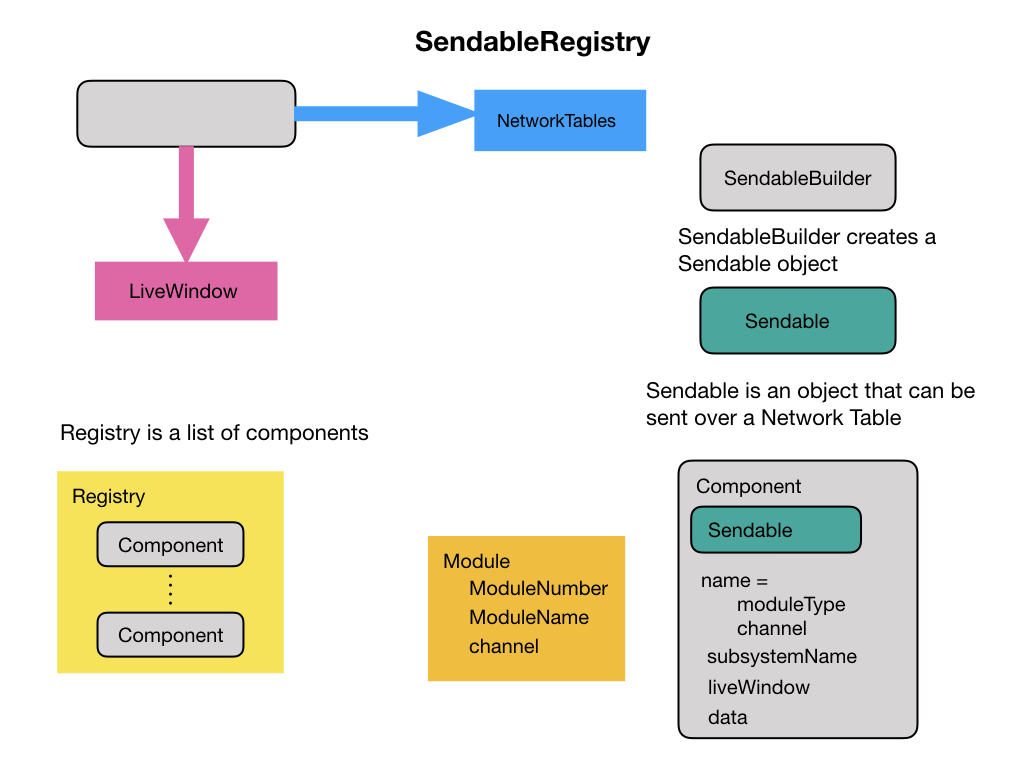 SendableRegistry
NetworkTables
LiveWindow
SendableBuilder
SendableBuilder creates a
Sendable object
Sendable
Sendable is an object that can be
sent over a Network Table
Registry is a list of components
Registry
Component
Component
Module
ModuleNumber
ModuleName
channel
Component
Sendable
name =
moduleType
channel
subsystemName
liveWindow
data